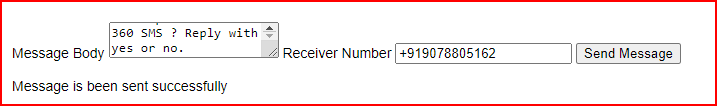 360 SMS ? Reply with
Message Body yes or no. Receiver Number +919078805162 Send Message
Message is been sent successfully